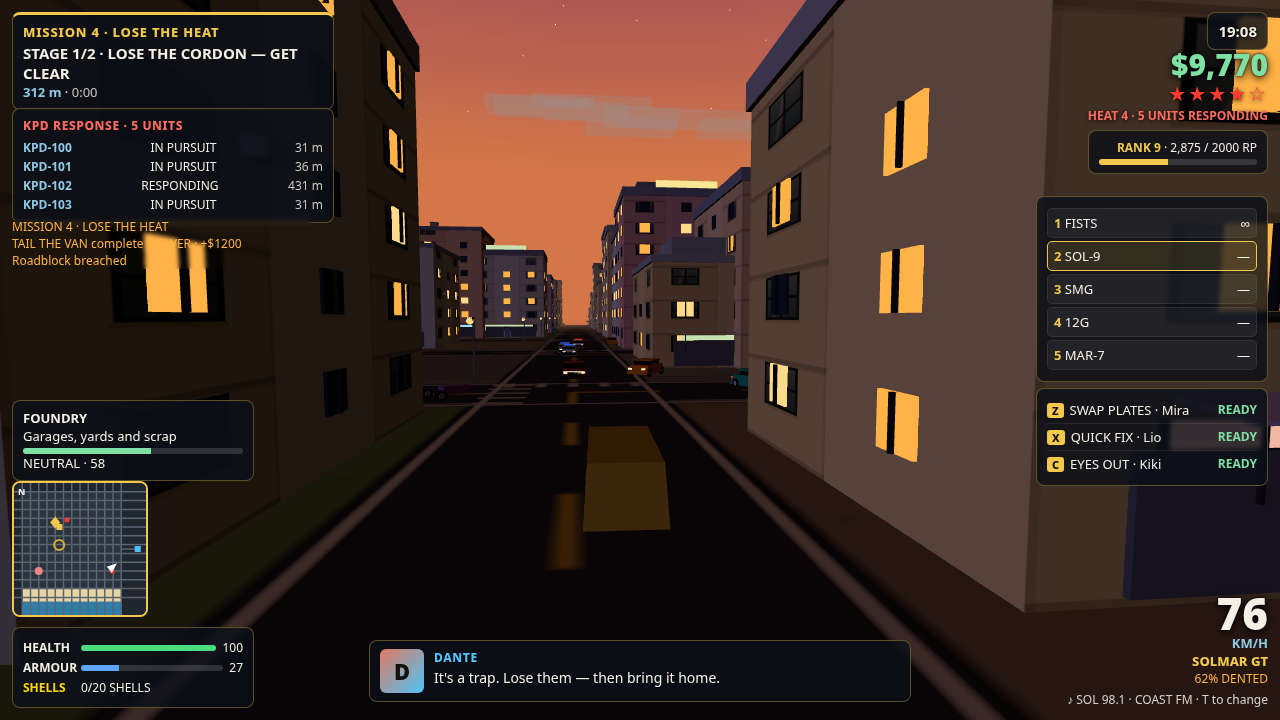 MISSION 4 · LOSE THE HEAT
STAGE 1/2 · LOSE THE CORDON — GET
CLEAR
312 m · 0:00
KPD RESPONSE · 5 UNITS
KPD-100 IN PURSUIT 31 m
KPD-101 IN PURSUIT 36 m
KPD-102 RESPONDING 431 m
KPD-103 IN PURSUIT 31 m
MISSION 4 · LOSE THE HEAT
TAIL THE VAN complete +$1200
Roadblock breached
FOUNDRY
Garages, yards and scrap
NEUTRAL · 58
N
HEALTH 100
ARMOUR 27
SHELLS 0/20 SHELLS
D
DANTE
It's a trap. Lose them — then bring it home.
19:08
$9,770
★★★★☆
HEAT 4 · 5 UNITS RESPONDING
RANK 9 · 2,875 / 2000 RP
1 FISTS ∞
2 SOL-9 —
3 SMG —
4 12G —
5 MAR-7 —
Z SWAP PLATES · Mira READY
X QUICK FIX · Lio READY
C EYES OUT · Kiki READY
76
KM/H
SOLMAR GT
62% DENTED
♪ SOL 98.1 · COAST FM · T to change